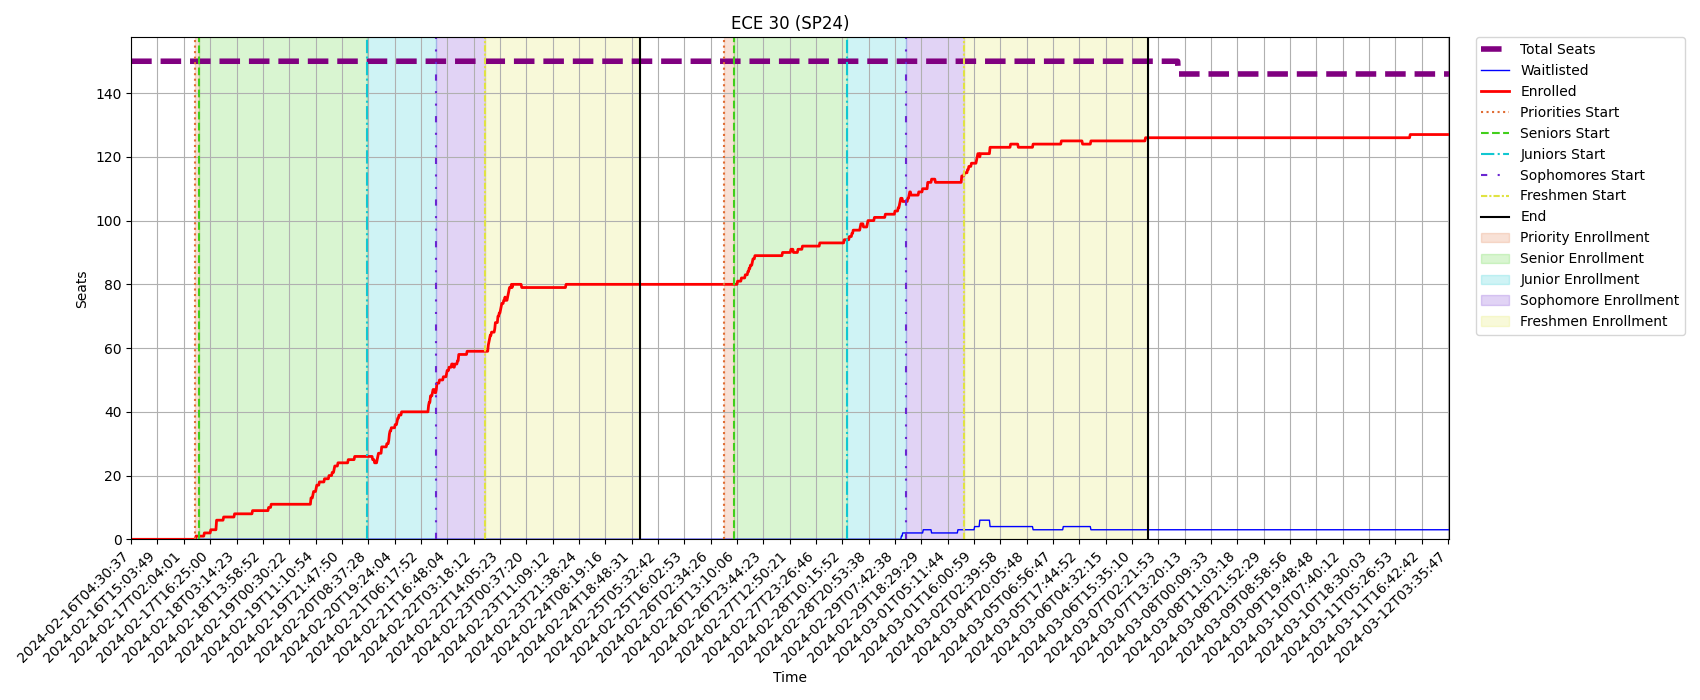 ECE 30 (SP24)
Total Seats
Waitlisted
Enrolled
Priorities Start
Seniors Start
Juniors Start
Sophomores Start
Freshmen Start
End
Priority Enrollment
Senior Enrollment
Junior Enrollment
Sophomore Enrollment
Freshmen Enrollment
Seats
140
120
100
80
60
40
20
0
2024-02-16T04:30:37
2024-02-16T15:03:49
2024-02-17T02:04:01
2024-02-17T16:25:00
2024-02-18T03:14:23
2024-02-18T13:58:52
2024-02-19T00:30:22
2024-02-19T11:10:54
2024-02-19T21:47:50
2024-02-20T08:37:28
2024-02-20T19:24:04
2024-02-21T06:17:52
2024-02-21T16:48:04
2024-02-22T03:18:12
2024-02-22T14:05:23
2024-02-23T00:37:20
2024-02-23T11:09:12
2024-02-23T21:38:24
2024-02-24T08:19:16
2024-02-24T18:48:31
2024-02-25T05:32:42
2024-02-25T16:02:53
2024-02-26T02:34:26
2024-02-26T13:10:06
2024-02-26T23:44:23
2024-02-27T12:50:21
2024-02-27T23:26:46
2024-02-28T10:15:52
2024-02-28T20:53:38
2024-02-29T07:42:38
2024-02-29T18:29:29
2024-03-01T05:11:44
2024-03-01T16:00:59
2024-03-02T02:39:58
2024-03-04T20:05:48
2024-03-05T06:56:47
2024-03-05T17:44:52
2024-03-06T04:32:15
2024-03-06T15:35:10
2024-03-07T02:21:53
2024-03-07T13:20:13
2024-03-08T00:09:33
2024-03-08T11:03:18
2024-03-08T21:52:29
2024-03-09T08:58:56
2024-03-09T19:48:48
2024-03-10T07:40:12
2024-03-10T18:30:03
2024-03-11T05:26:53
2024-03-11T16:42:42
2024-03-12T03:35:47
Time